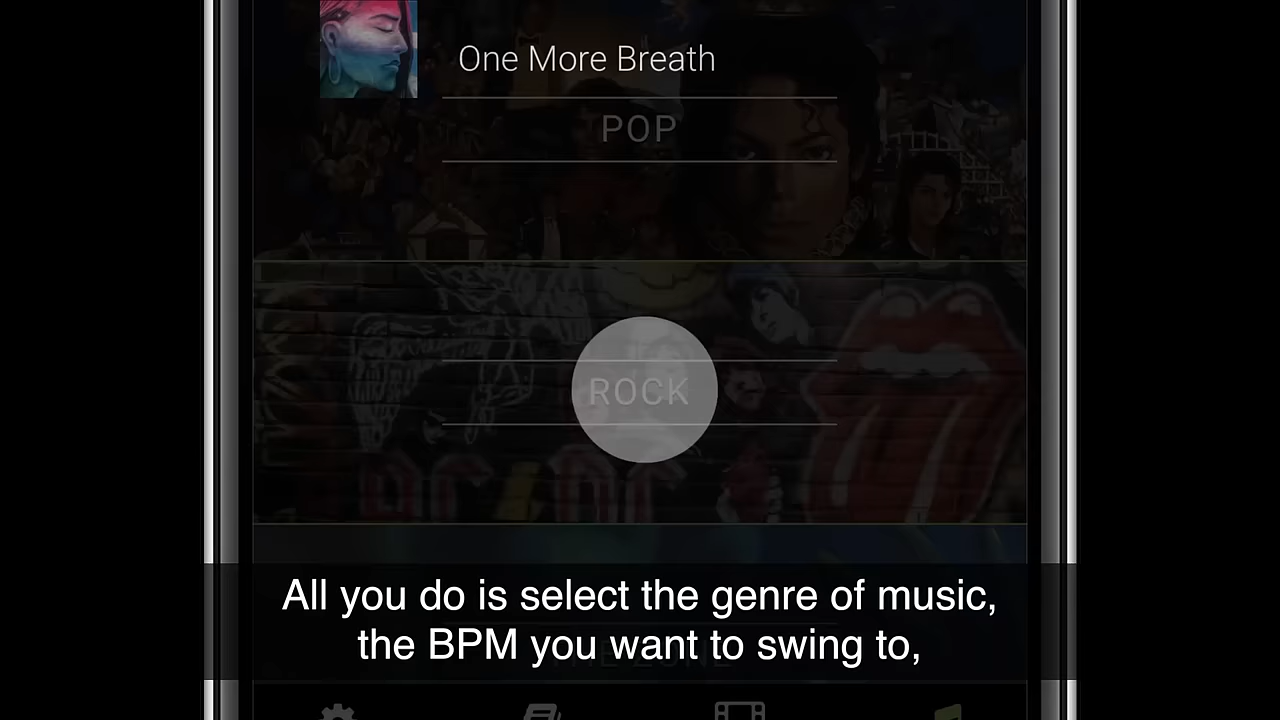 One More Breath
POP
ROCK
All you do is select the genre of music,
the BPM you want to swing to,